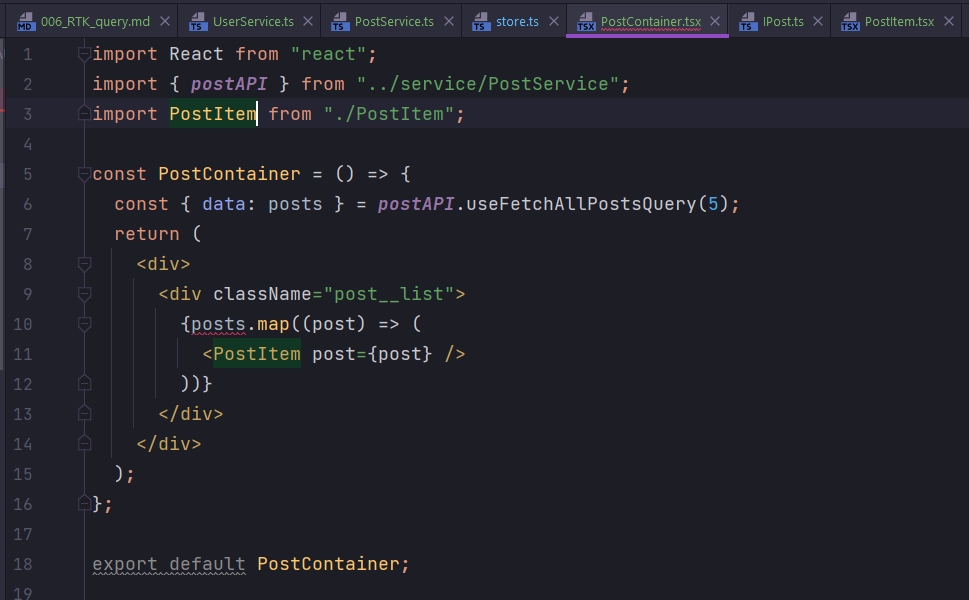 MD 006_RTK_query.md TS UserService.ts TS PostService.ts TS store.ts TSX PostContainer.tsx TS IPost.ts TSX PostItem.tsx
1 import React from "react";
2 import { postAPI } from "../service/PostService";
3 import PostItem from "./PostItem";
4
5 const PostContainer = () => {
6 const { data: posts } = postAPI.useFetchAllPostsQuery(5);
7 return (
8 <div>
9 <div className="post__list">
10 {posts.map((post) => (
11 <PostItem post={post} />
12 ))}
13 </div>
14 </div>
15 );
16 };
17
18 export default PostContainer;
19